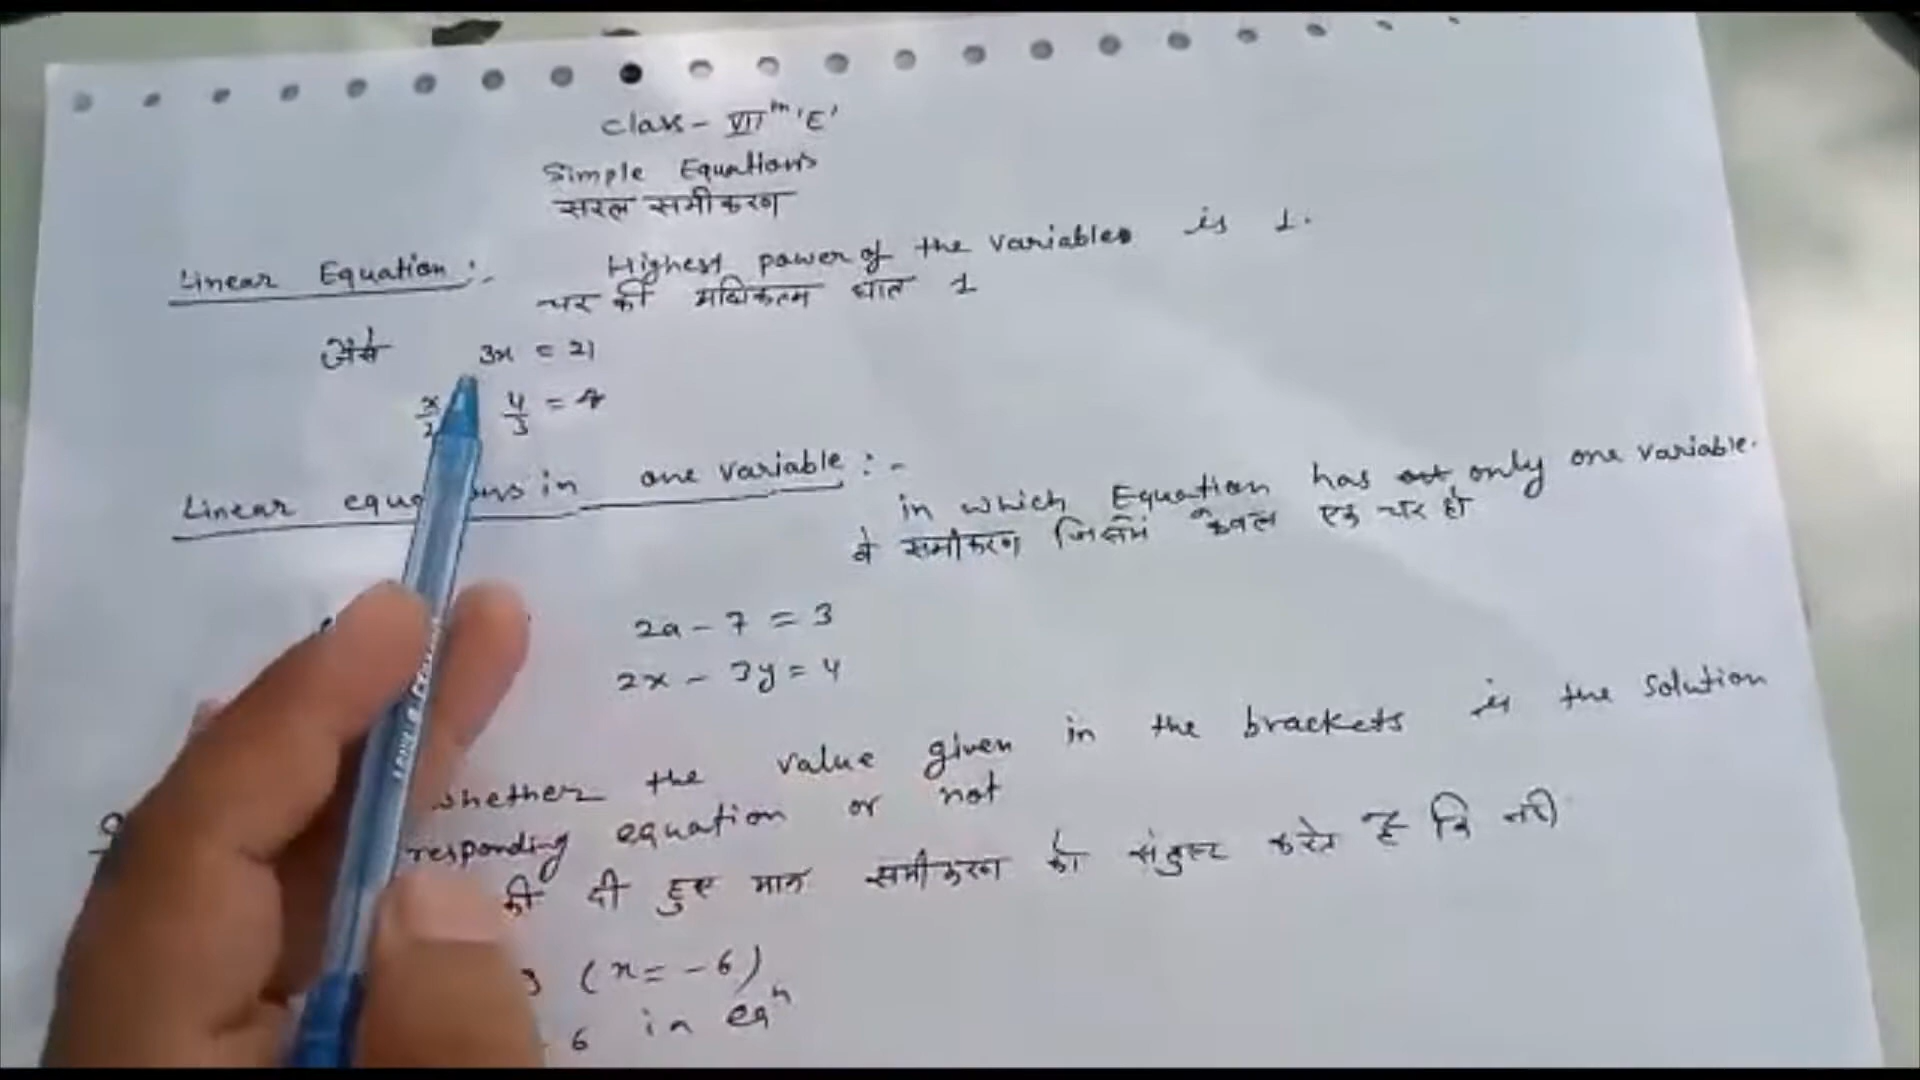 Class - VII th 'E'
Simple Equations
सरल समीकरण
Linear Equation :- Highest power of the variables is 1.
चर की अधिकतम घात 1
जैसे 3x = 21
x/2 y/3 = 4
Linear in one variable :-
in which Equation has only one variable.
वे समीकरण जिसमें केवल एक चर हो
2a - 7 = 3
2x - 3y = 4
whether the value given in the brackets is the solution
responding equation or not
की दी हुए मान समीकरण को संतुष्ट करते है कि नही
(x = -6)
6 in eqn